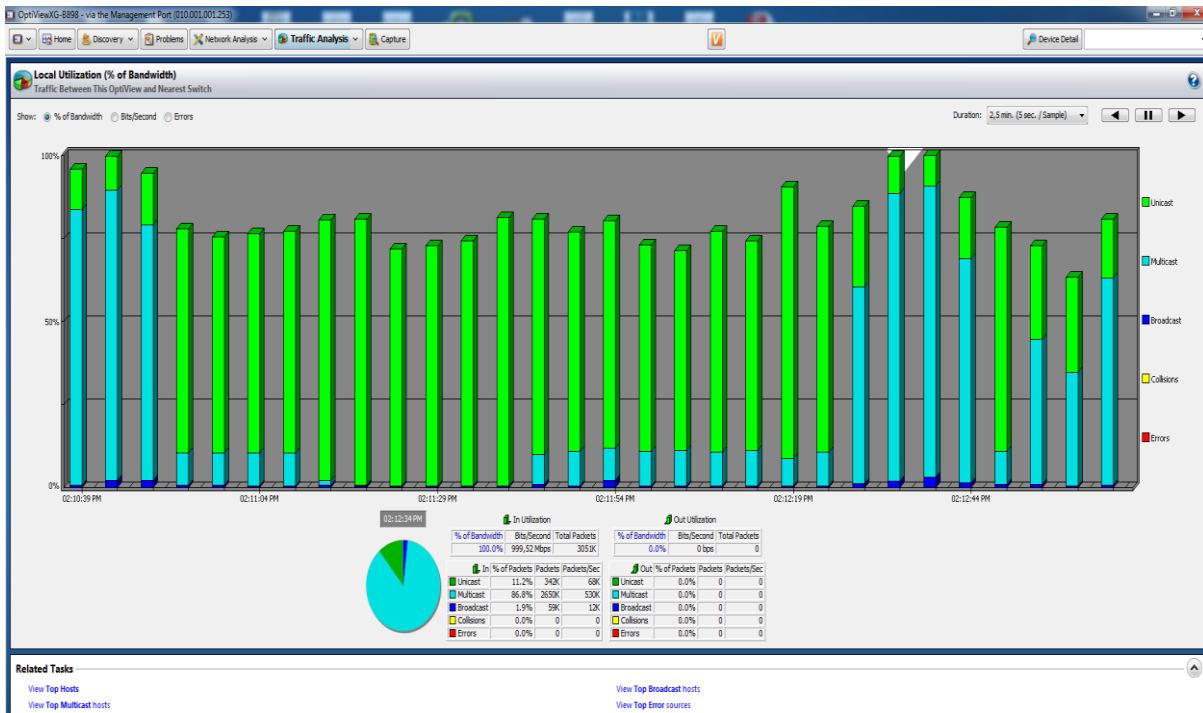 OptiViewXG-B898 - via the Management Port (010.001.001.253)
Home Discovery Problems Network Analysis Traffic Analysis Capture Device Detail
Local Utilization (% of Bandwidth)
Traffic Between This OptiView and Nearest Switch
Show: % of Bandwidth Bits/Second Errors Duration: 2,5 min. (5 sec. / Sample)
100%
Unicast
Multicast
50%
Broadcast
Collisions
Errors
0%
02:10:39 PM 02:11:04 PM 02:11:29 PM 02:11:54 PM 02:12:19 PM 02:12:44 PM
02:12:34 PM In Utilization Out Utilization
% of Bandwidth Bits/Second Total Packets % of Bandwidth Bits/Second Total Packets
100.0% 999,52 Mbps 3051K 0.0% 0 bps 0
In % of Packets Packets Packets/Sec Out % of Packets Packets Packets/Sec
Unicast 11.2% 342K 68K Unicast 0.0% 0 0
Multicast 86.8% 2650K 530K Multicast 0.0% 0 0
Broadcast 1.9% 59K 12K Broadcast 0.0% 0 0
Collisions 0.0% 0 0 Collisions 0.0% 0 0
Errors 0.0% 0 0 Errors 0.0% 0 0
Related Tasks
View Top Hosts View Top Broadcast hosts
View Top Multicast hosts View Top Error sources